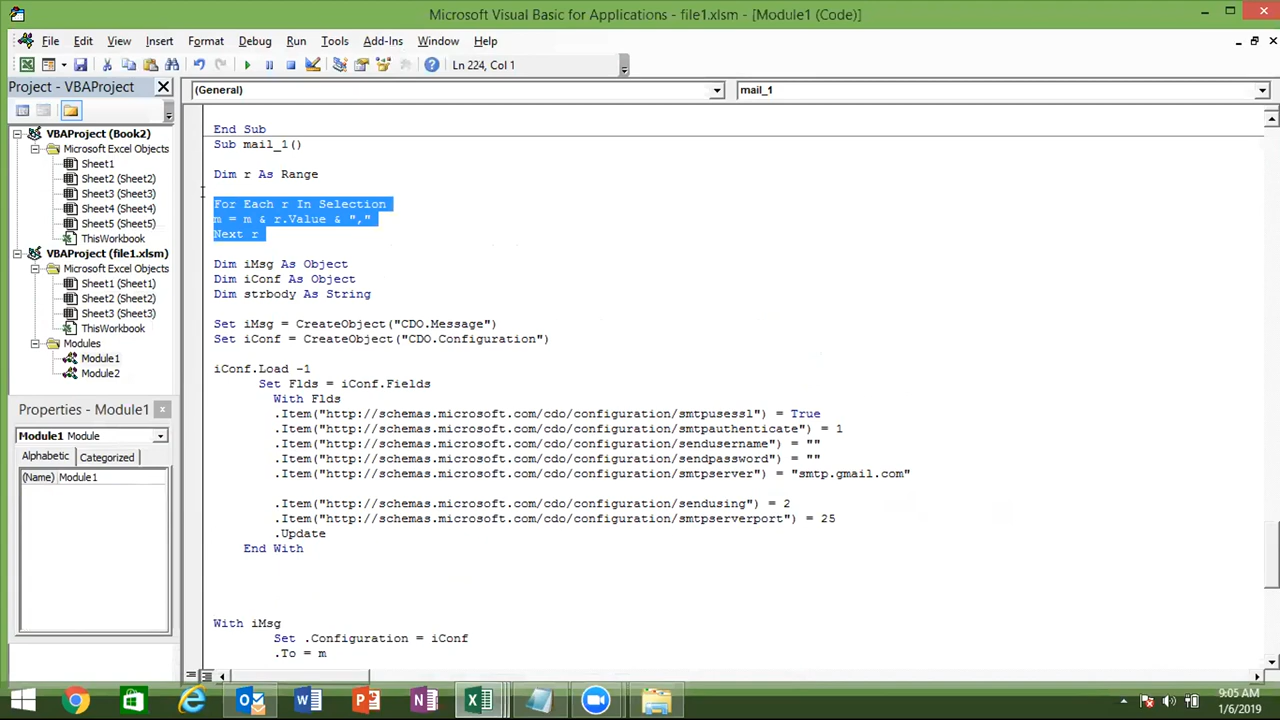 Microsoft Visual Basic for Applications - file1.xlsm - [Module1 (Code)]
File Edit View Insert Format Debug Run Tools Add-Ins Window Help
Ln 224, Col 1
Project - VBAProject
(General)
mail_1
VBAProject (Book2)
Microsoft Excel Objects
Sheet1
Sheet2 (Sheet2)
Sheet3 (Sheet3)
Sheet4 (Sheet4)
Sheet5 (Sheet5)
ThisWorkbook
VBAProject (file1.xlsm)
Microsoft Excel Objects
Sheet1 (Sheet1)
Sheet2 (Sheet2)
Sheet3 (Sheet3)
ThisWorkbook
Modules
Module1
Module2
Properties - Module1
Module1 Module
Alphabetic Categorized
(Name) Module1
End Sub
Sub mail_1()
Dim r As Range
For Each r In Selection
m = m & r.Value & ","
Next r
Dim iMsg As Object
Dim iConf As Object
Dim strbody As String
Set iMsg = CreateObject("CDO.Message")
Set iConf = CreateObject("CDO.Configuration")
iConf.Load -1
Set Flds = iConf.Fields
With Flds
.Item("http://schemas.microsoft.com/cdo/configuration/smtpusessl") = True
.Item("http://schemas.microsoft.com/cdo/configuration/smtpauthenticate") = 1
.Item("http://schemas.microsoft.com/cdo/configuration/sendusername") = ""
.Item("http://schemas.microsoft.com/cdo/configuration/sendpassword") = ""
.Item("http://schemas.microsoft.com/cdo/configuration/smtpserver") = "smtp.gmail.com"
.Item("http://schemas.microsoft.com/cdo/configuration/sendusing") = 2
.Item("http://schemas.microsoft.com/cdo/configuration/smtpserverport") = 25
.Update
End With
With iMsg
Set .Configuration = iConf
.To = m
9:05 AM
1/6/2019